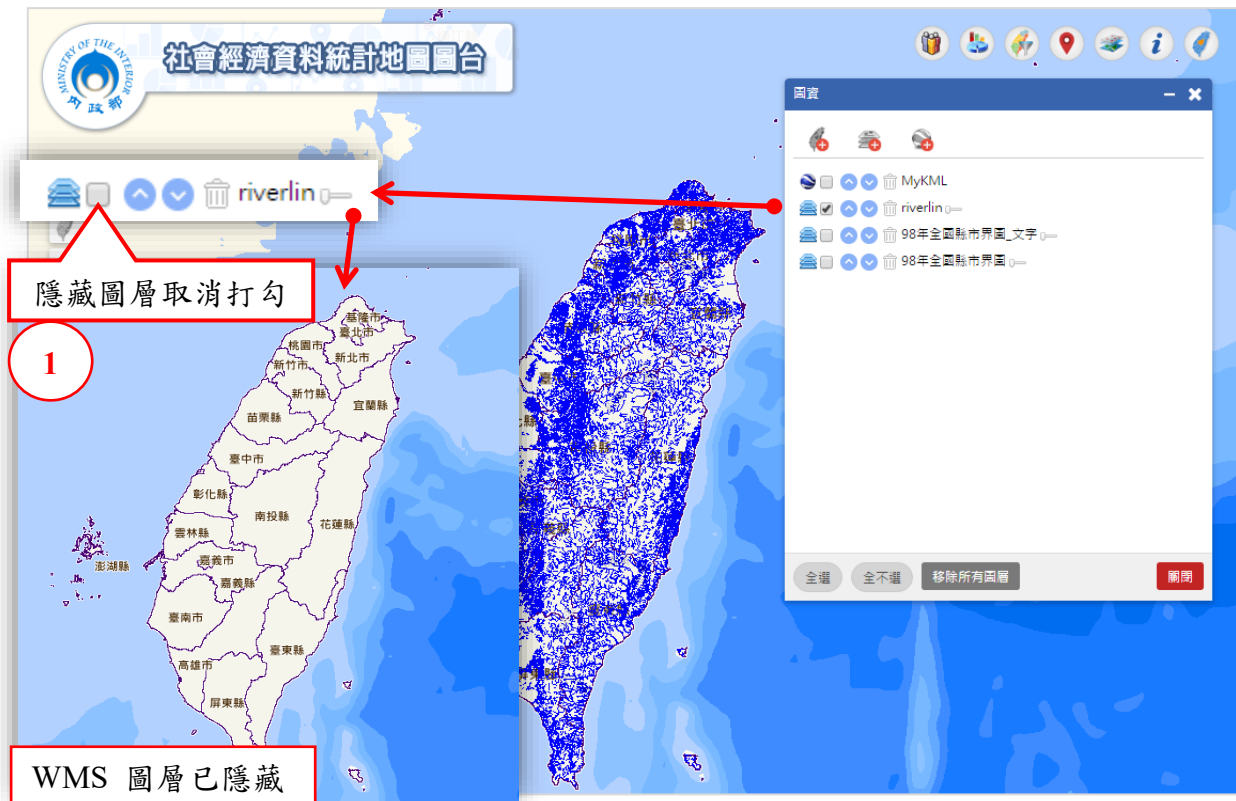 MINISTRY OF THE INTERIOR
內政部
社會經濟資料統計地圖圖台
riverlin
隱藏圖層取消打勾
1
基隆市
臺北市
桃園市
新北市
新竹市
新竹縣
宜蘭縣
苗栗縣
臺中市
彰化縣
南投縣
花蓮縣
雲林縣
澎湖縣
嘉義市
嘉義縣
臺南市
臺東縣
高雄市
屏東縣
WMS 圖層已隱藏
圖資
MyKML
riverlin
98年全國縣市界圖_文字
98年全國縣市界圖
全選
全不選
移除所有圖層
關閉